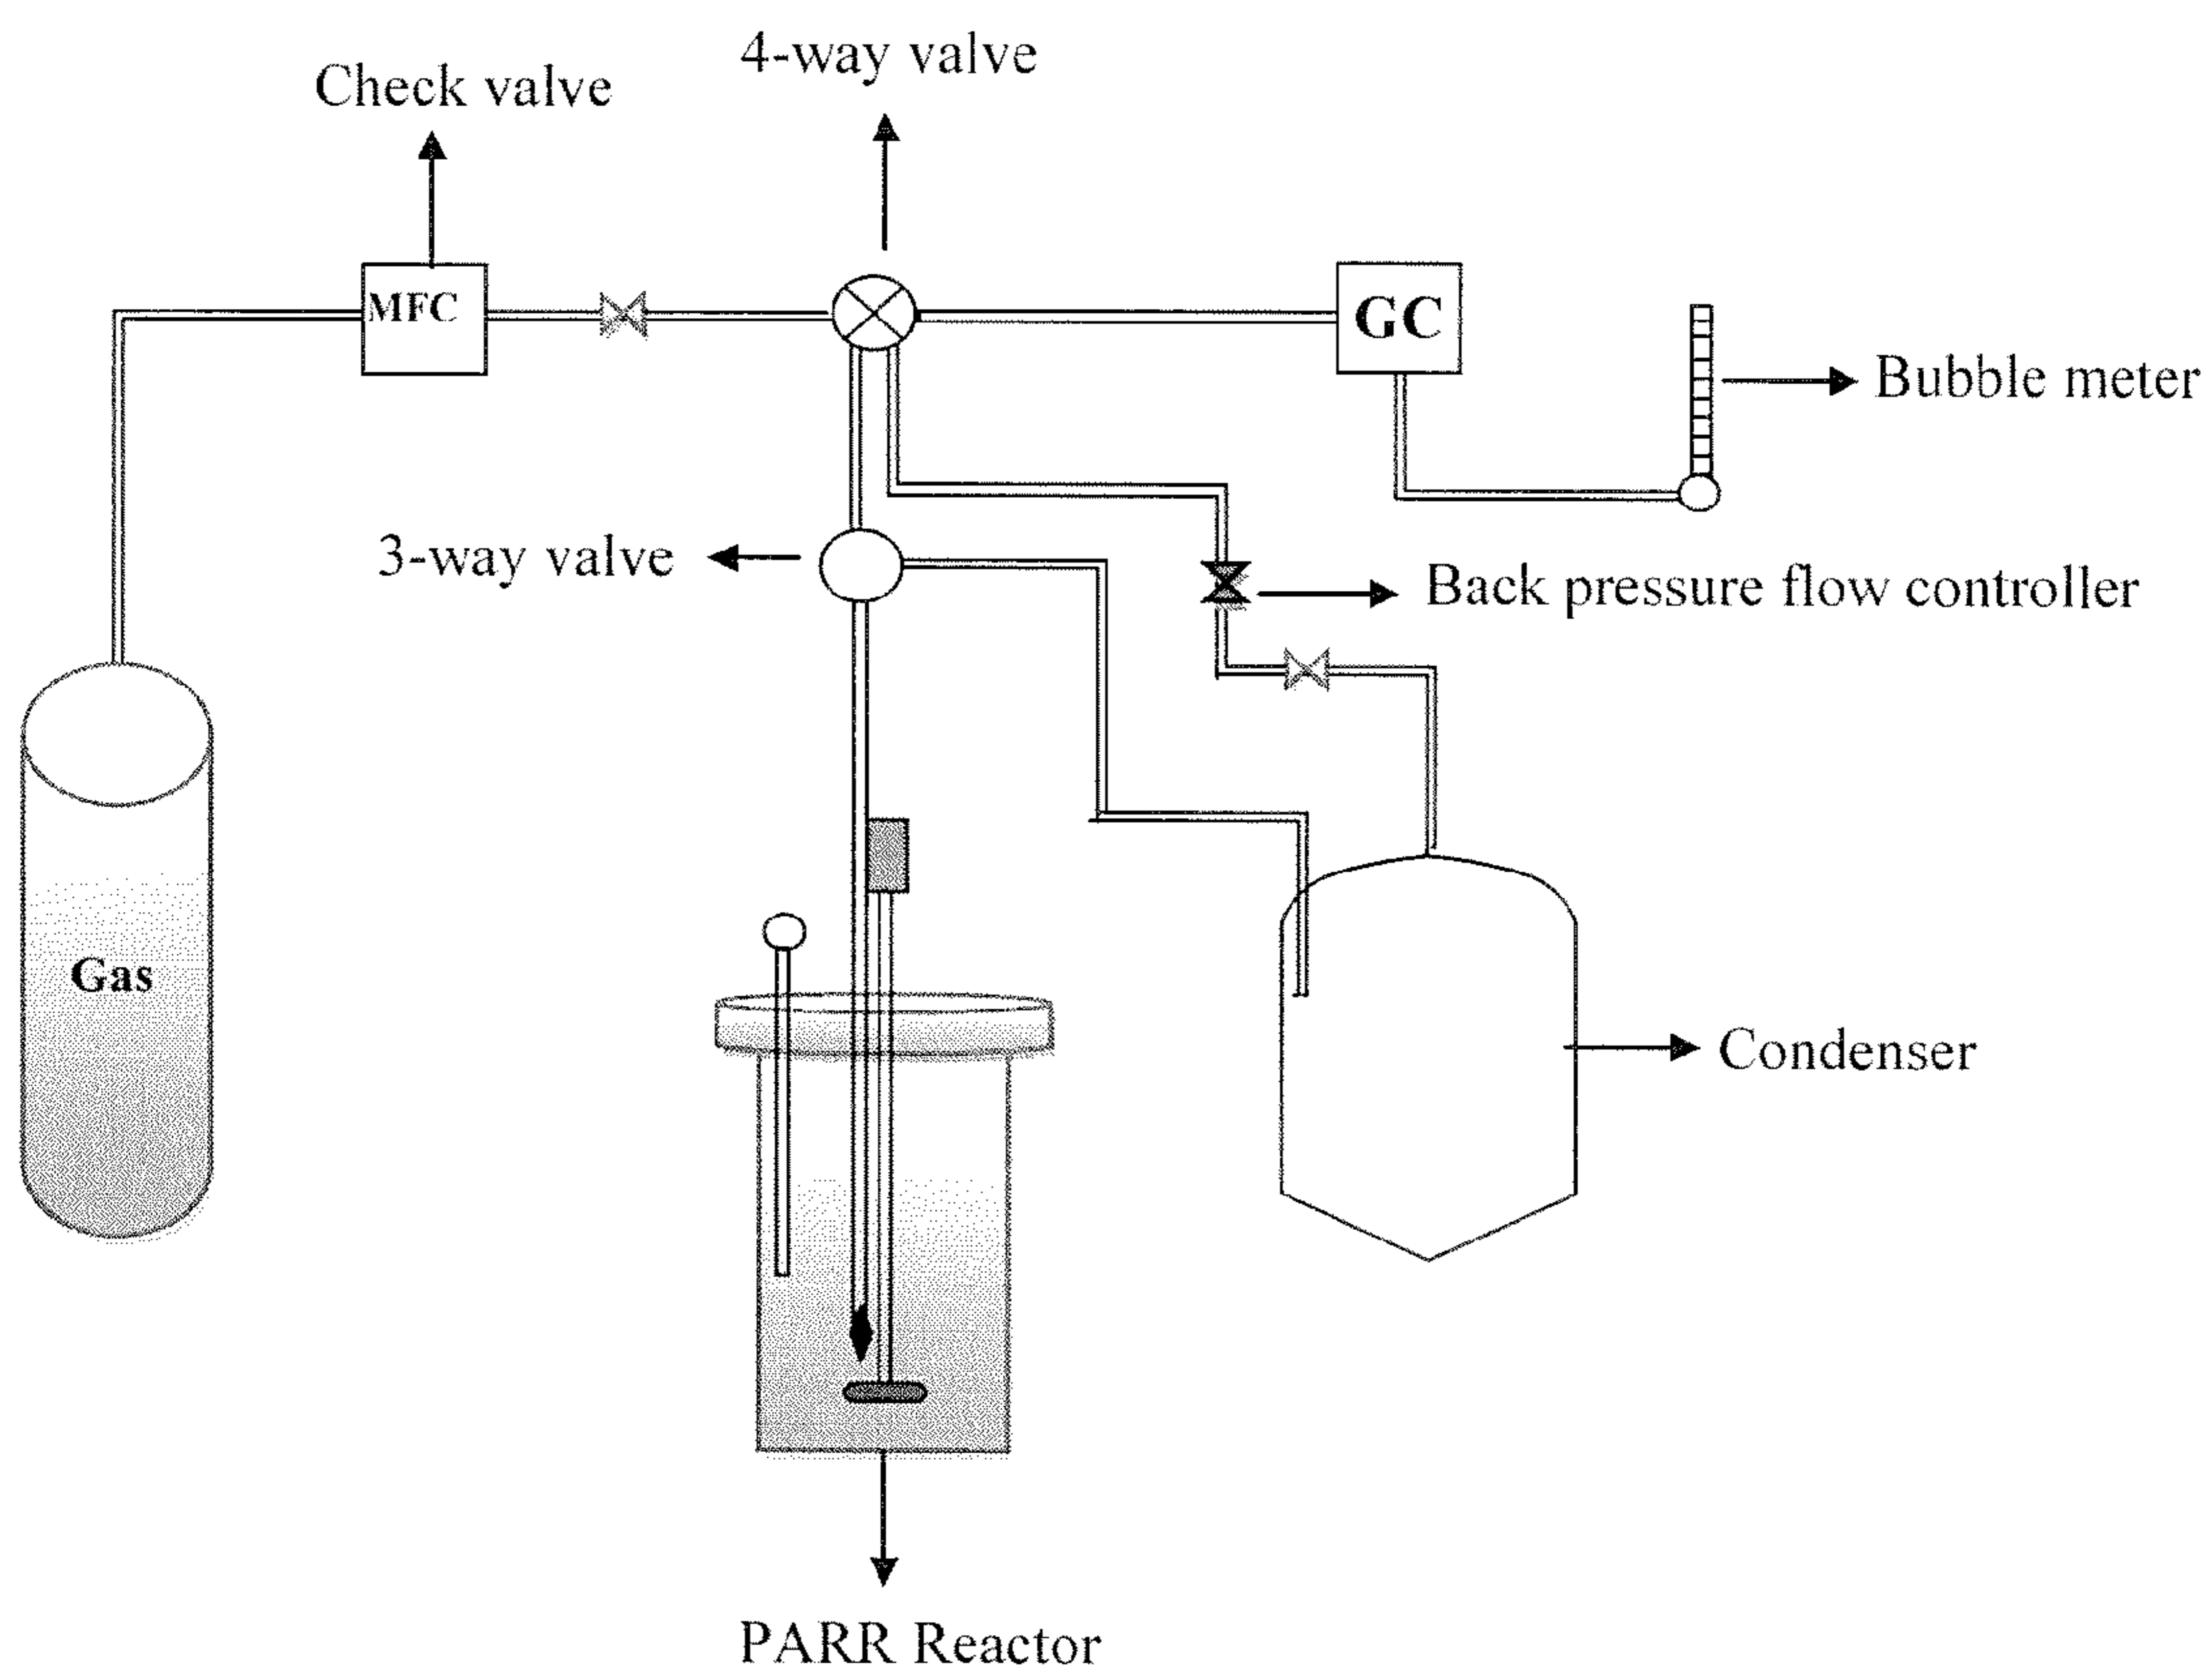 4-way valve
Check valve
MFC
GC
Bubble meter
3-way valve
Back pressure flow controller
Gas
Condenser
PARR Reactor